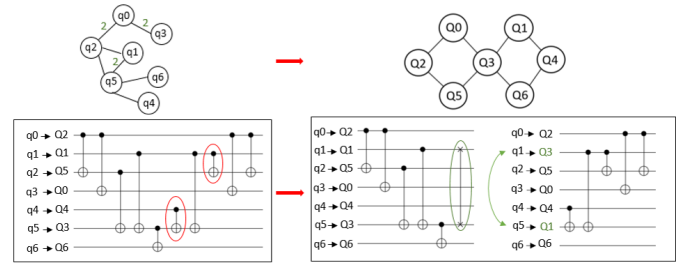 q0
2
2
q3
q2
q1
2
q5
q6
q4
Q0
Q1
Q2
Q3
Q4
Q5
Q6
q0 → Q2
q1 → Q1
q2 → Q5
q3 → Q0
q4 → Q4
q5 → Q3
q6 → Q6
q0 → Q2
q1 → Q1
q2 → Q5
q3 → Q0
q4 → Q4
q5 → Q3
q6 → Q6
q0 → Q2
q1 → Q3
q2 → Q5
q3 → Q0
q4 → Q4
q5 → Q1
q6 → Q6